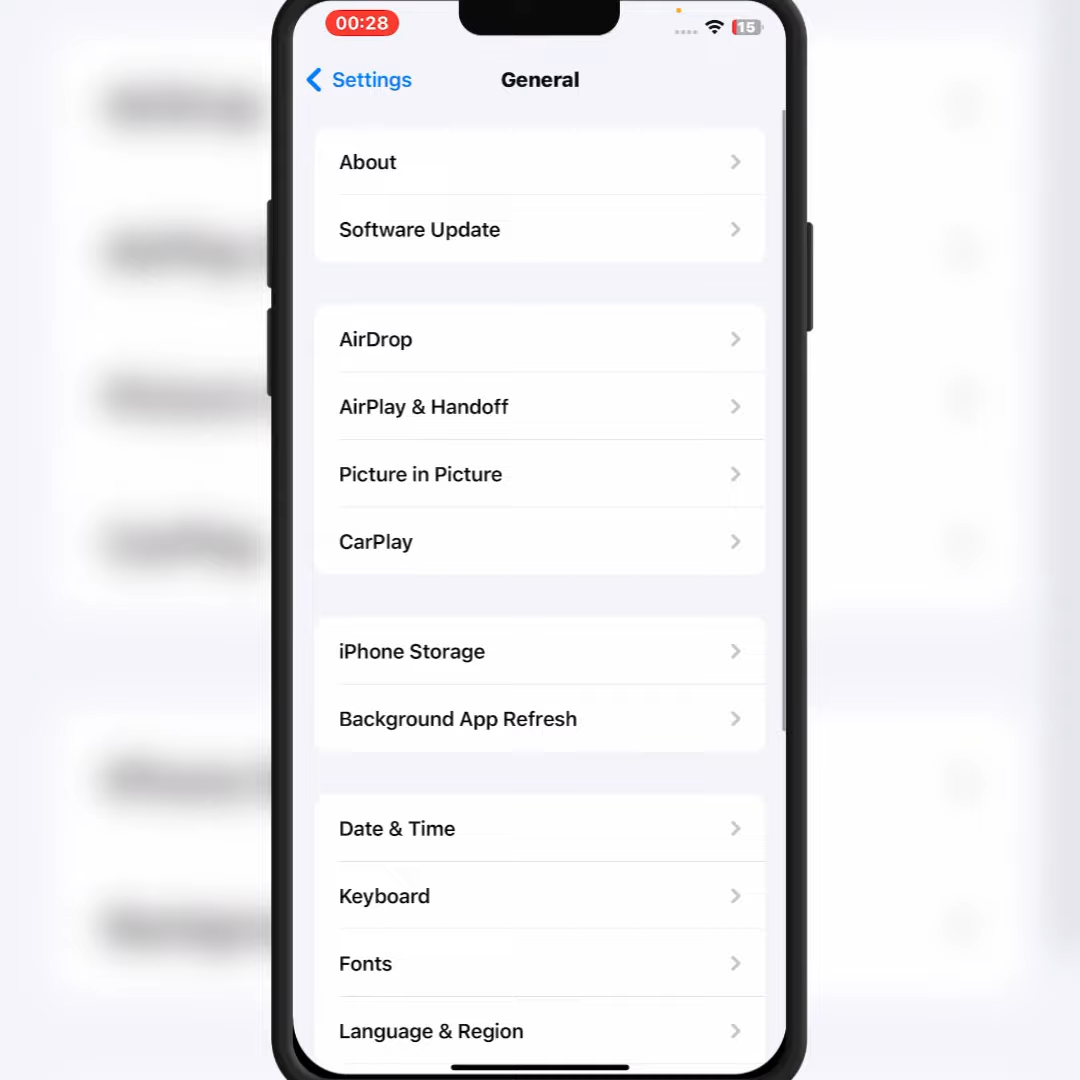 00:28
15
Settings
General
About
Software Update
AirDrop
AirPlay & Handoff
Picture in Picture
CarPlay
iPhone Storage
Background App Refresh
Date & Time
Keyboard
Fonts
Language & Region